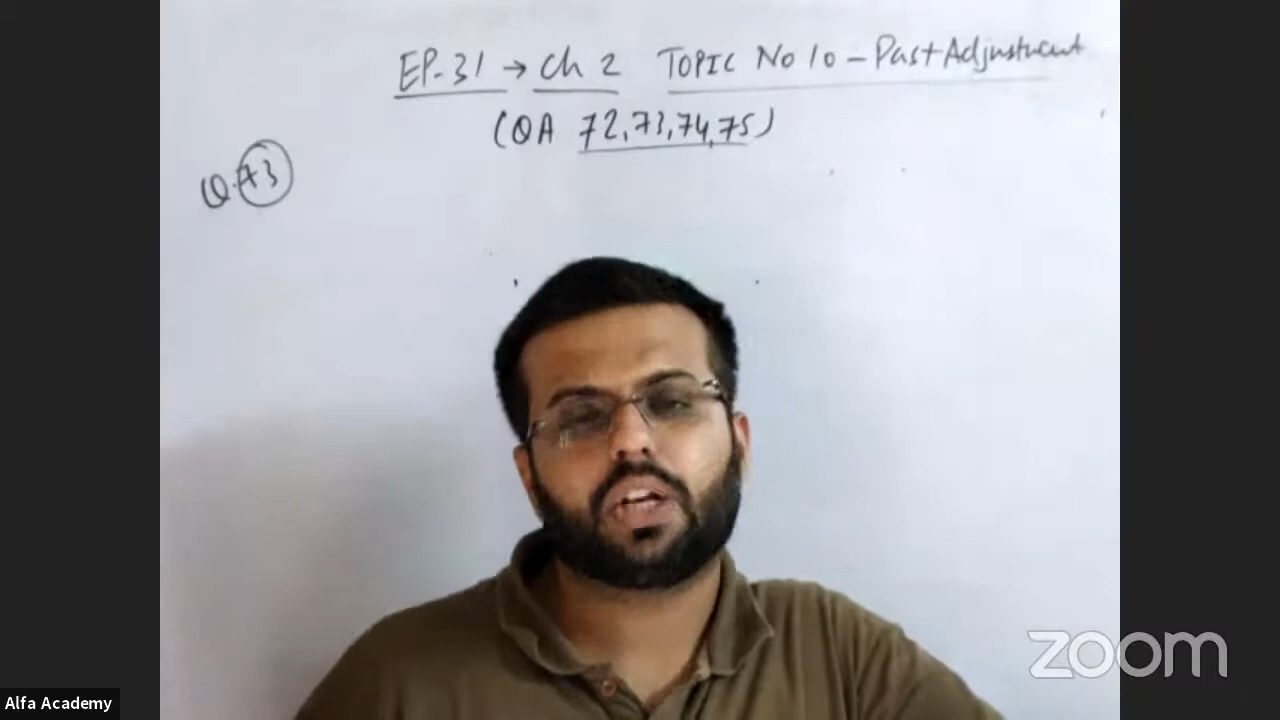 EP-31 → Ch 2 TOPIC No 10 - Past Adjustment
(QA 72,73,74,75)
Q.73
zoom
Alfa Academy